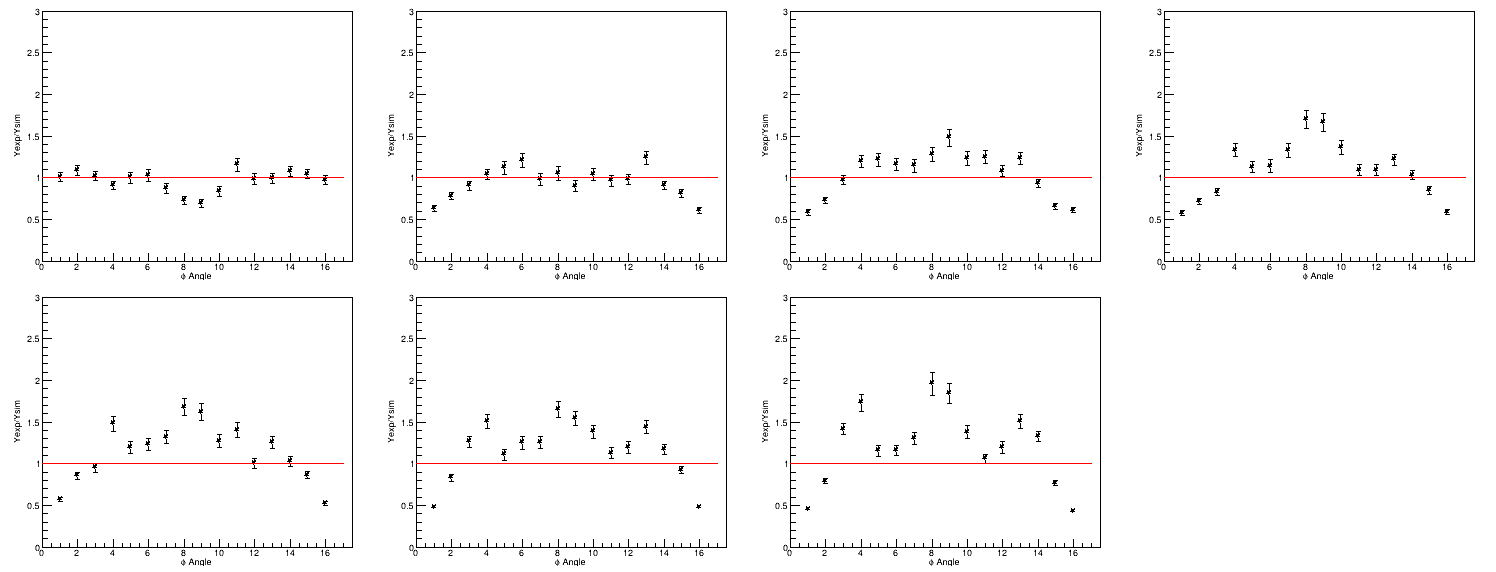 3 3 3 3
2.5 2.5 2.5 2.5
2 2 2 2
Yexp/Ysim Yexp/Ysim Yexp/Ysim Yexp/Ysim
1.5 1.5 1.5 1.5
1 1 1 1
0.5 0.5 0.5 0.5
0 0 0 0
0 2 4 6 8 10 12 14 16 0 2 4 6 8 10 12 14 16 0 2 4 6 8 10 12 14 16 0 2 4 6 8 10 12 14 16
ϕ Angle ϕ Angle ϕ Angle ϕ Angle
3 3 3
2.5 2.5 2.5
2 2 2
Yexp/Ysim Yexp/Ysim Yexp/Ysim
1.5 1.5 1.5
1 1 1
0.5 0.5 0.5
0 0 0
0 2 4 6 8 10 12 14 16 0 2 4 6 8 10 12 14 16 0 2 4 6 8 10 12 14 16
ϕ Angle ϕ Angle ϕ Angle